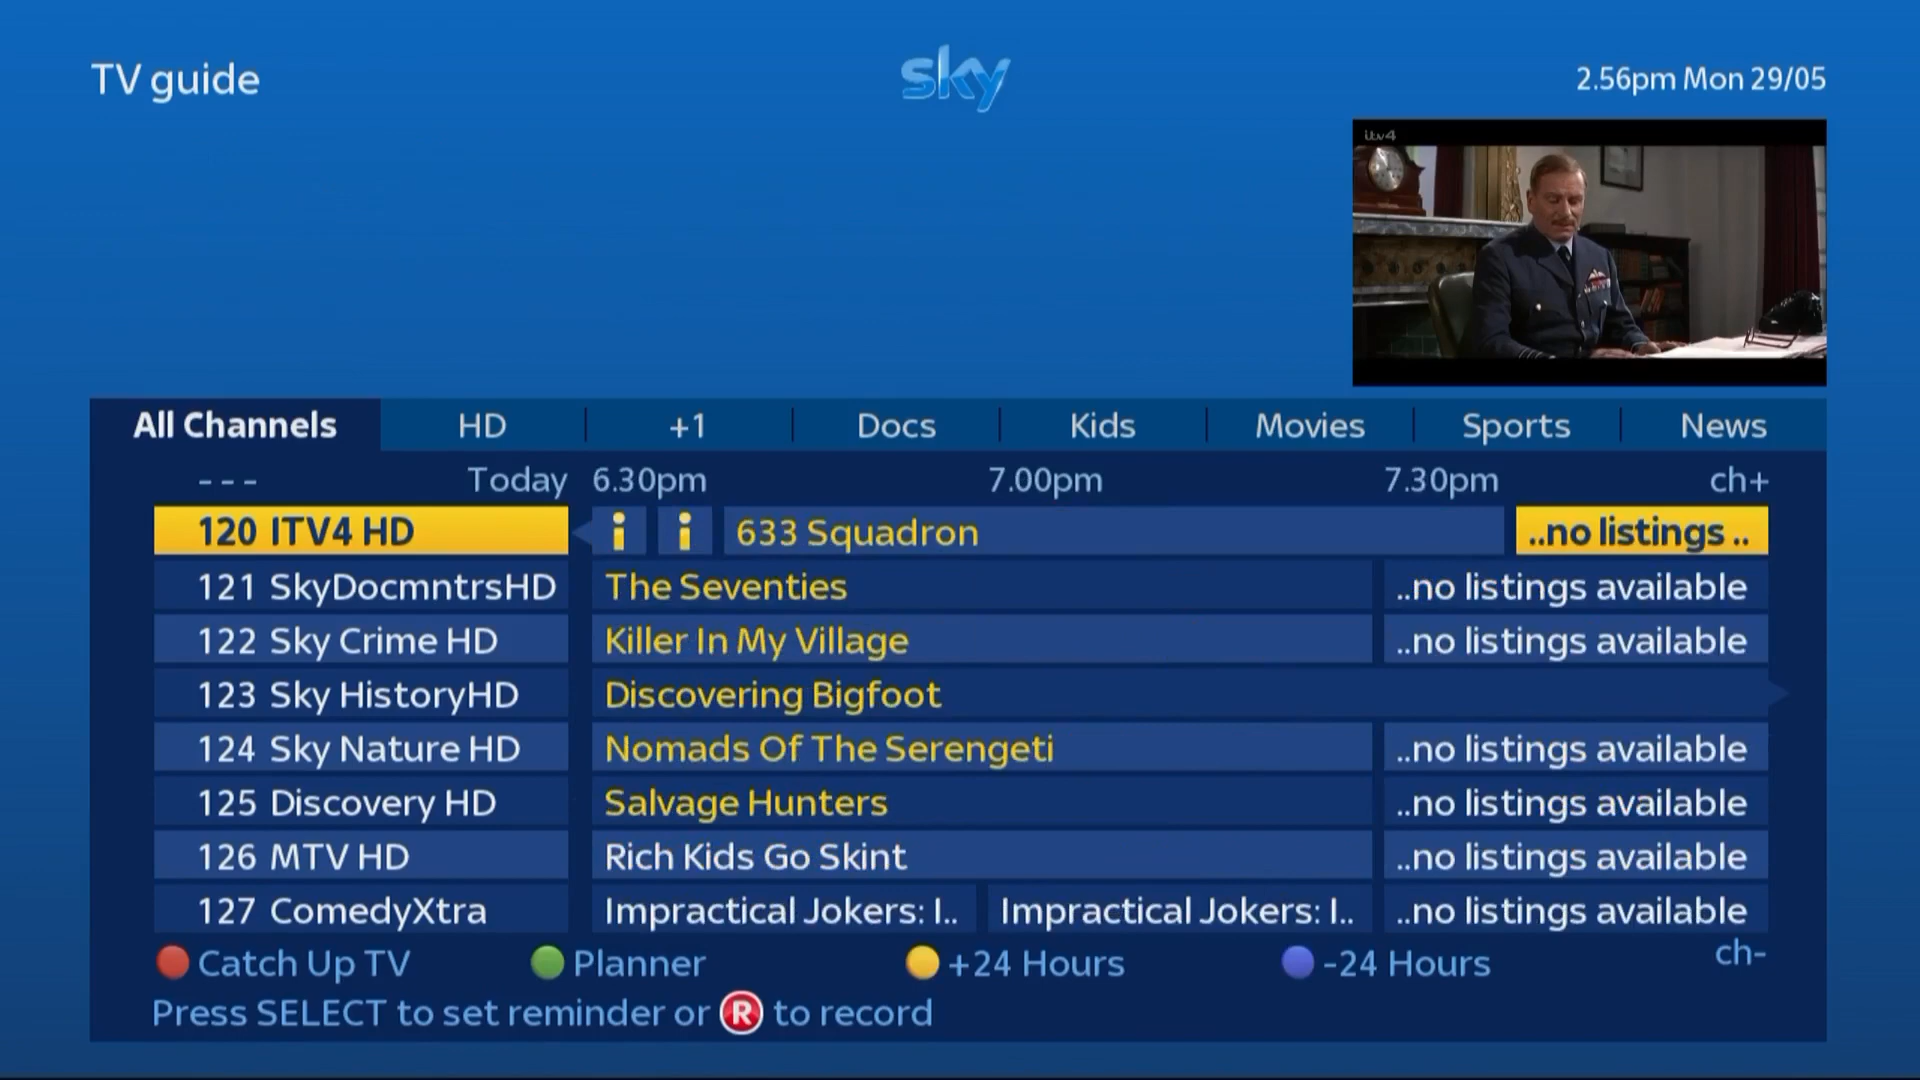 TV guide
sky
2.56pm Mon 29/05
itv4
All Channels HD +1 Docs Kids Movies Sports News
--- Today 6.30pm 7.00pm 7.30pm ch+
120 ITV4 HD i i 633 Squadron ..no listings ..
121 SkyDocmntrsHD The Seventies ..no listings available
122 Sky Crime HD Killer In My Village ..no listings available
123 Sky HistoryHD Discovering Bigfoot
124 Sky Nature HD Nomads Of The Serengeti ..no listings available
125 Discovery HD Salvage Hunters ..no listings available
126 MTV HD Rich Kids Go Skint ..no listings available
127 ComedyXtra Impractical Jokers: I.. Impractical Jokers: I.. ..no listings available
Catch Up TV Planner +24 Hours -24 Hours ch-
Press SELECT to set reminder or R to record